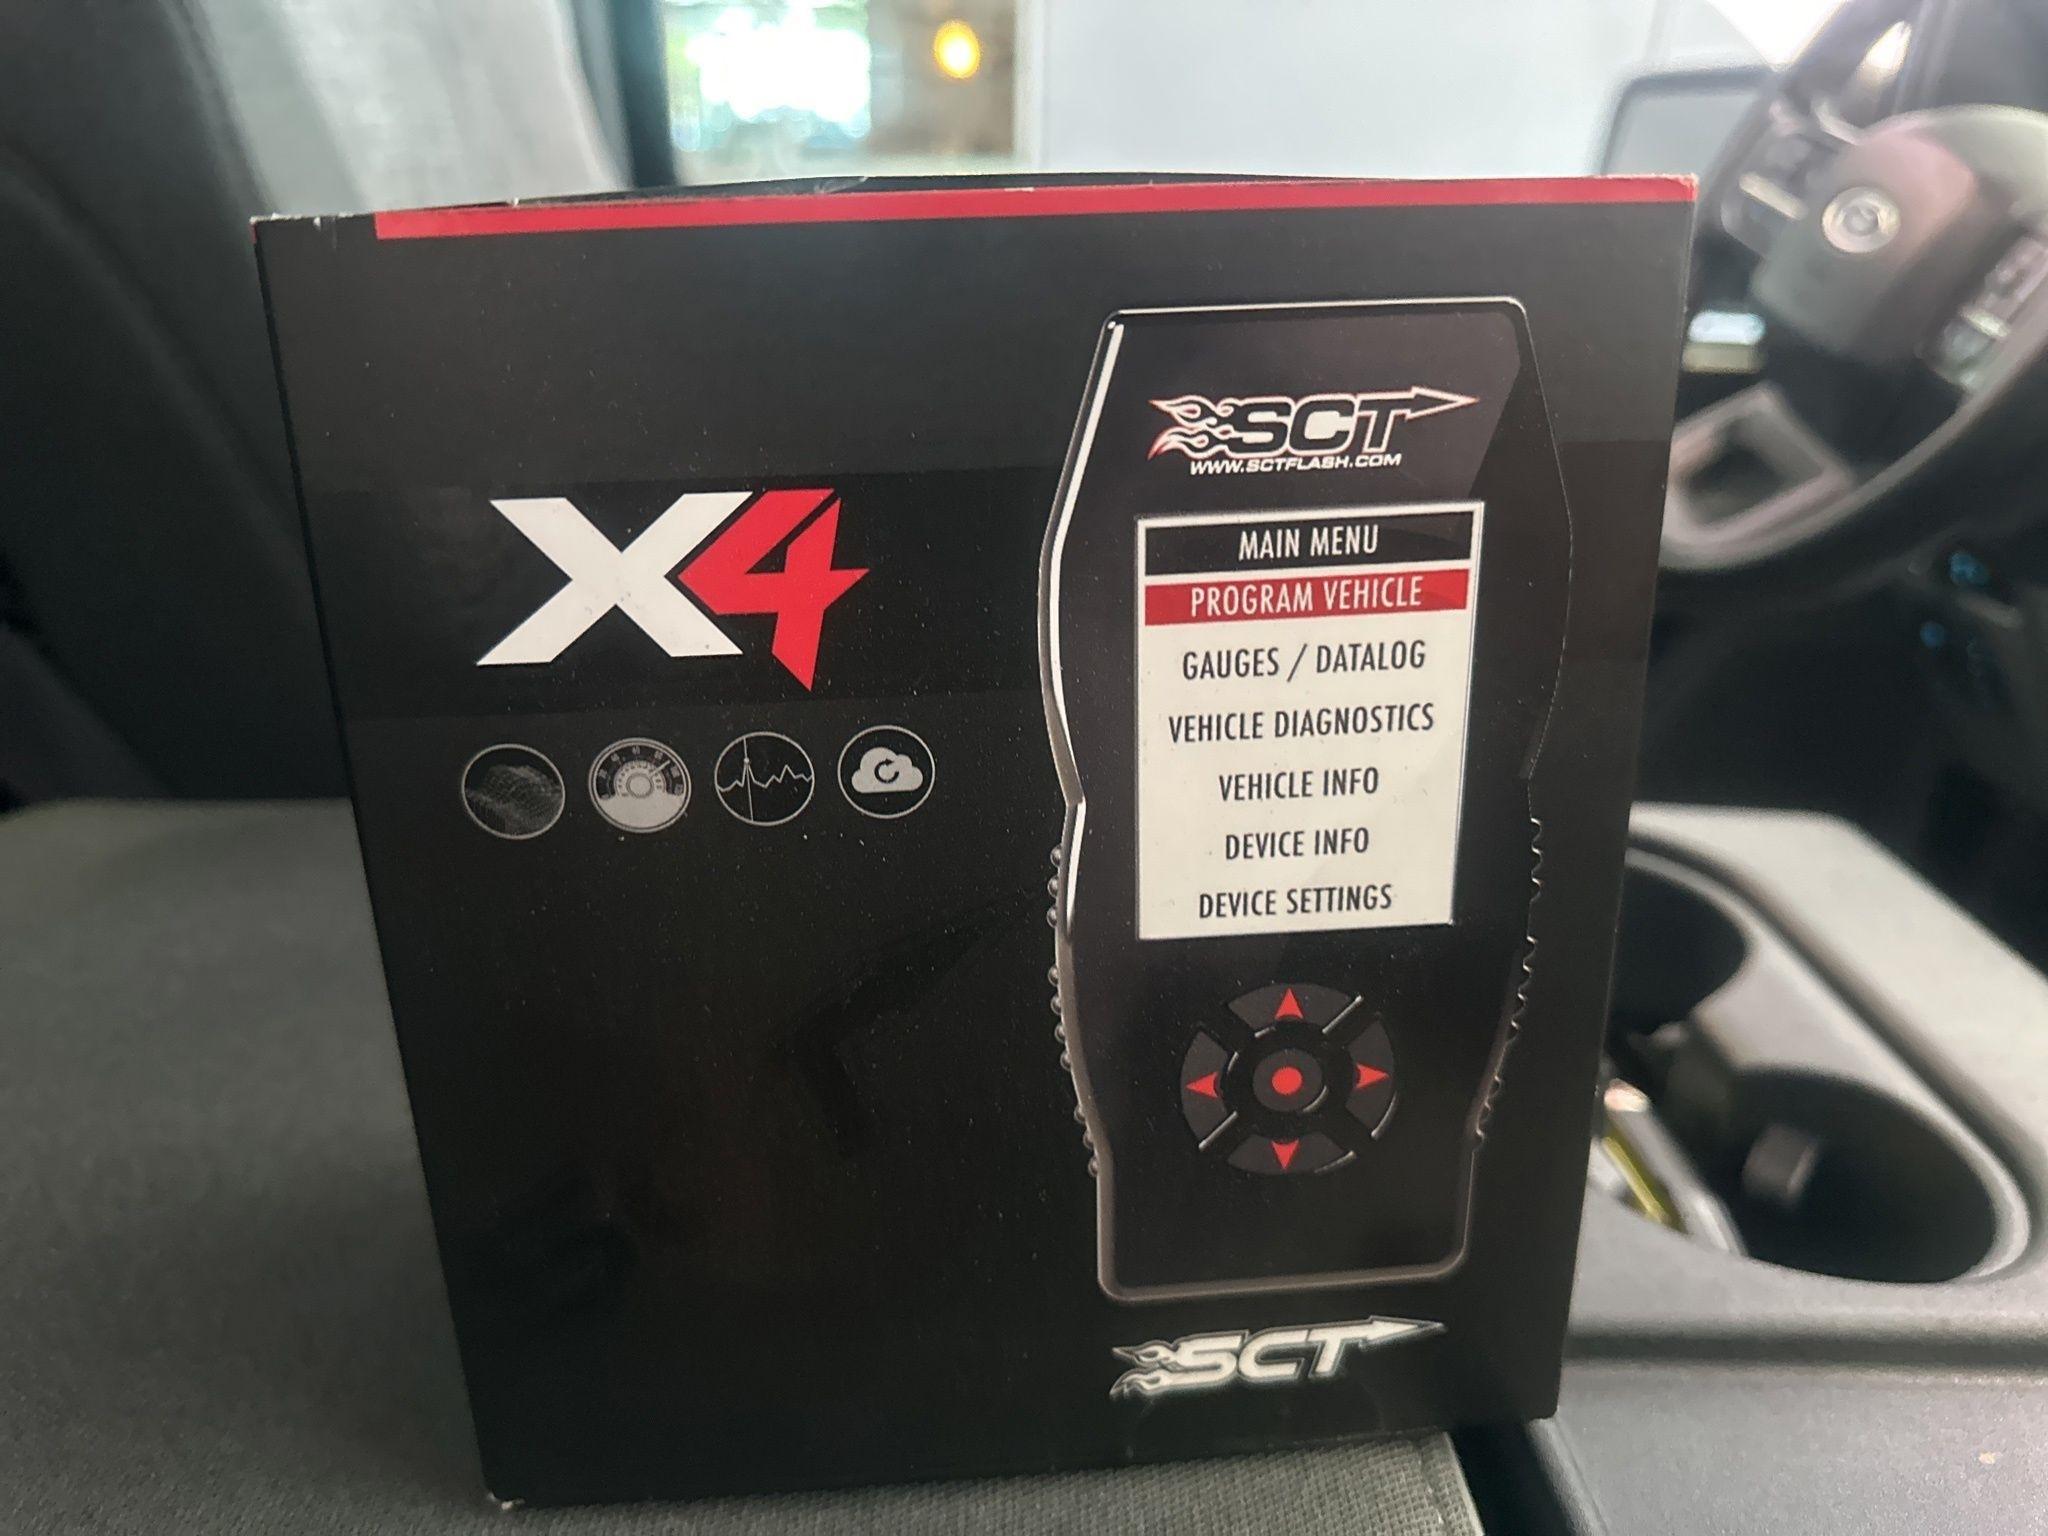 X4
SCT
WWW.SCTFLASH.COM
MAIN MENU
PROGRAM VEHICLE
GAUGES / DATALOG
VEHICLE DIAGNOSTICS
VEHICLE INFO
DEVICE INFO
DEVICE SETTINGS
SCT